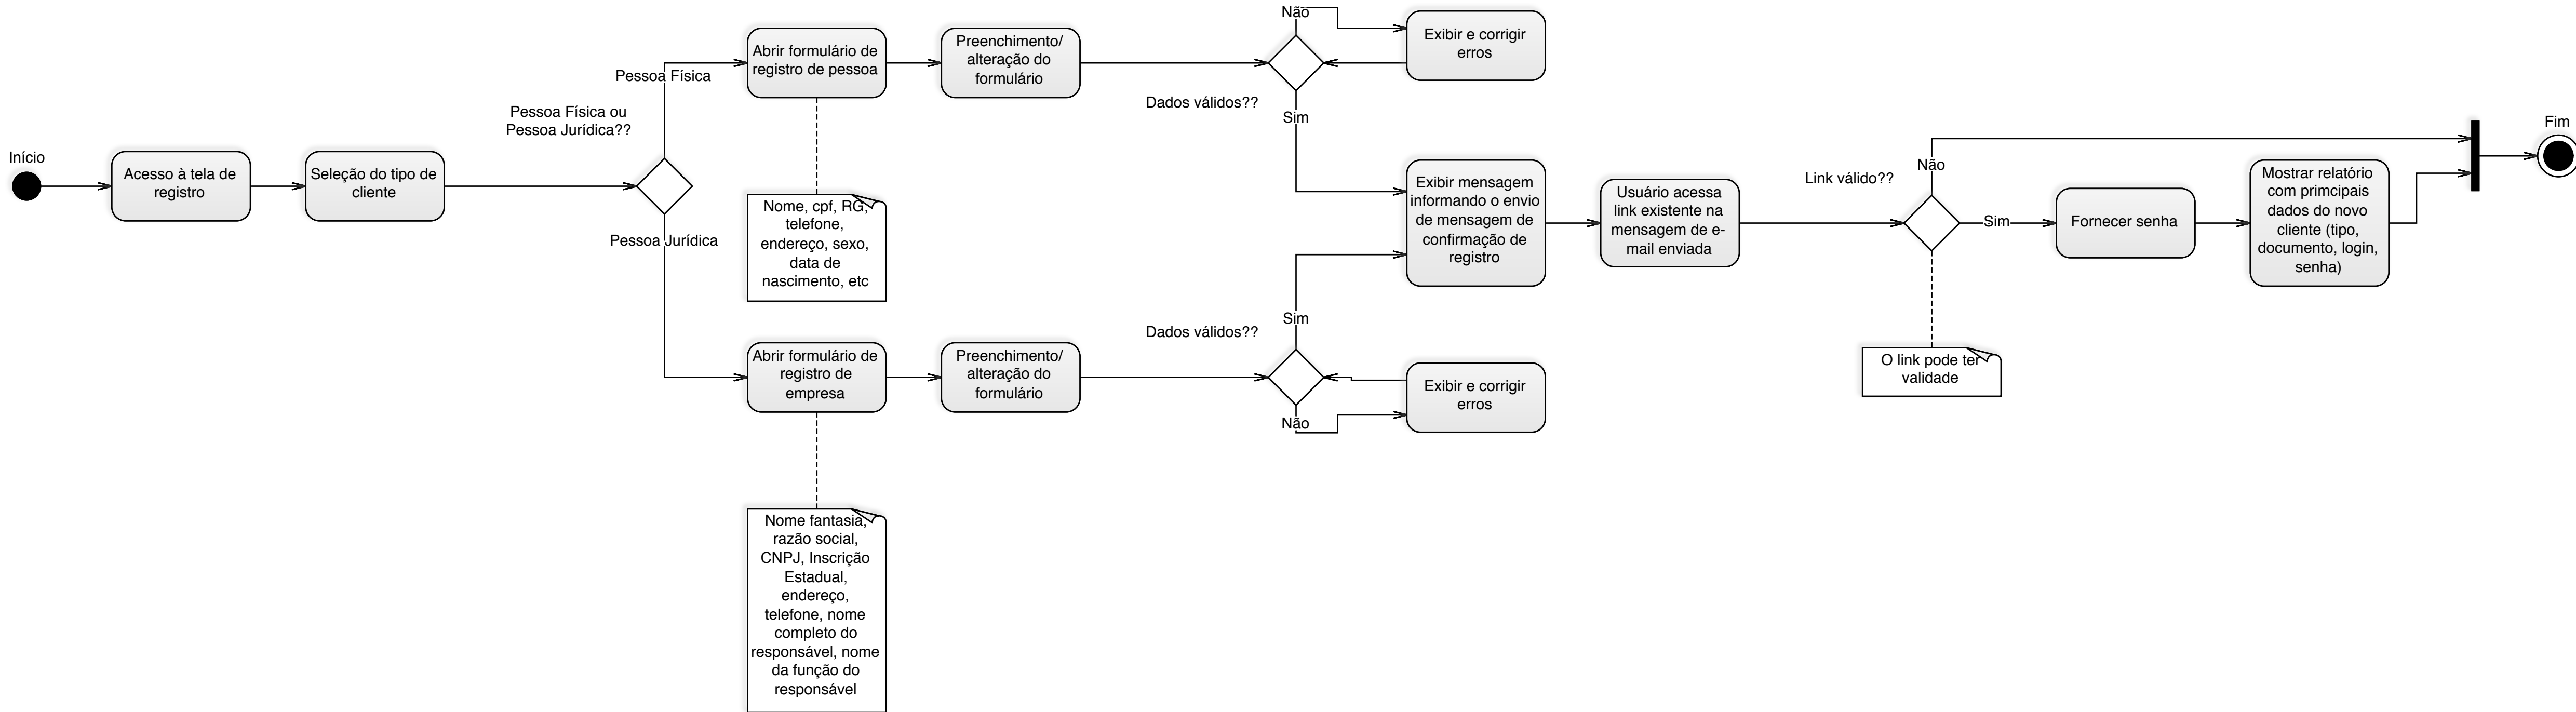 Início
Acesso à tela de
registro
Seleção do tipo de
cliente
Pessoa Física ou
Pessoa Jurídica??
Pessoa Física
Pessoa Jurídica
Abrir formulário de
registro de pessoa
Nome, cpf, RG,
telefone,
endereço, sexo,
data de
nascimento, etc
Preenchimento/
alteração do
formulário
Dados válidos??
Não
Sim
Exibir e corrigir
erros
Abrir formulário de
registro de
empresa
Nome fantasia,
razão social,
CNPJ, Inscrição
Estadual,
endereço,
telefone, nome
completo do
responsável, nome
da função do
responsável
Preenchimento/
alteração do
formulário
Dados válidos??
Sim
Não
Exibir e corrigir
erros
Exibir mensagem
informando o envio
de mensagem de
confirmação de
registro
Usuário acessa
link existente na
mensagem de e-
mail enviada
Link válido??
Não
Sim
O link pode ter
validade
Fornecer senha
Mostrar relatório
com primcipais
dados do novo
cliente (tipo,
documento, login,
senha)
Fim